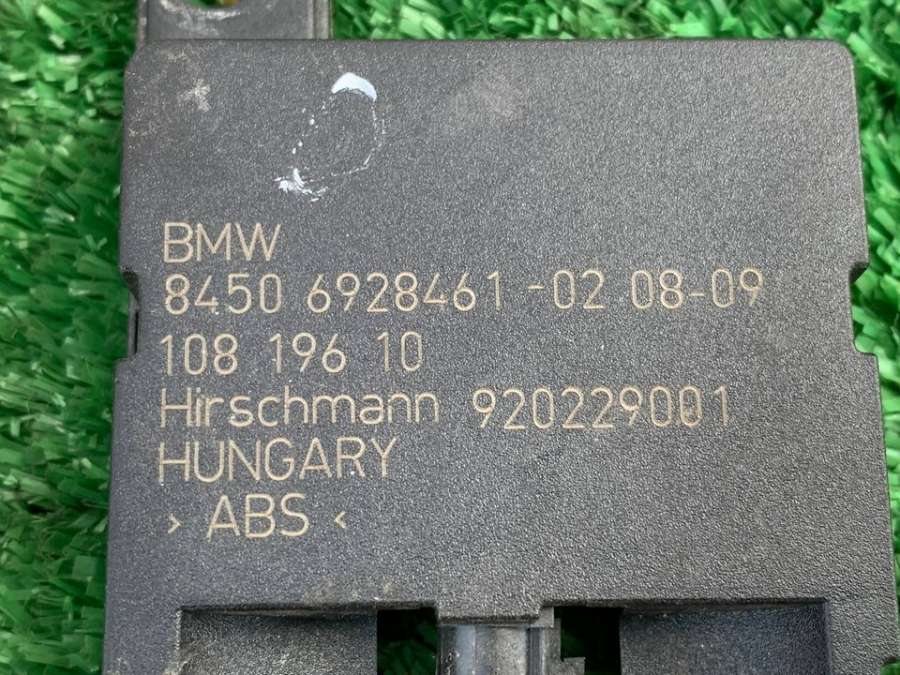 BMW
8450 6928461 -02 08-09
108 196 10
Hirschmann 920229001
HUNGARY
> ABS <